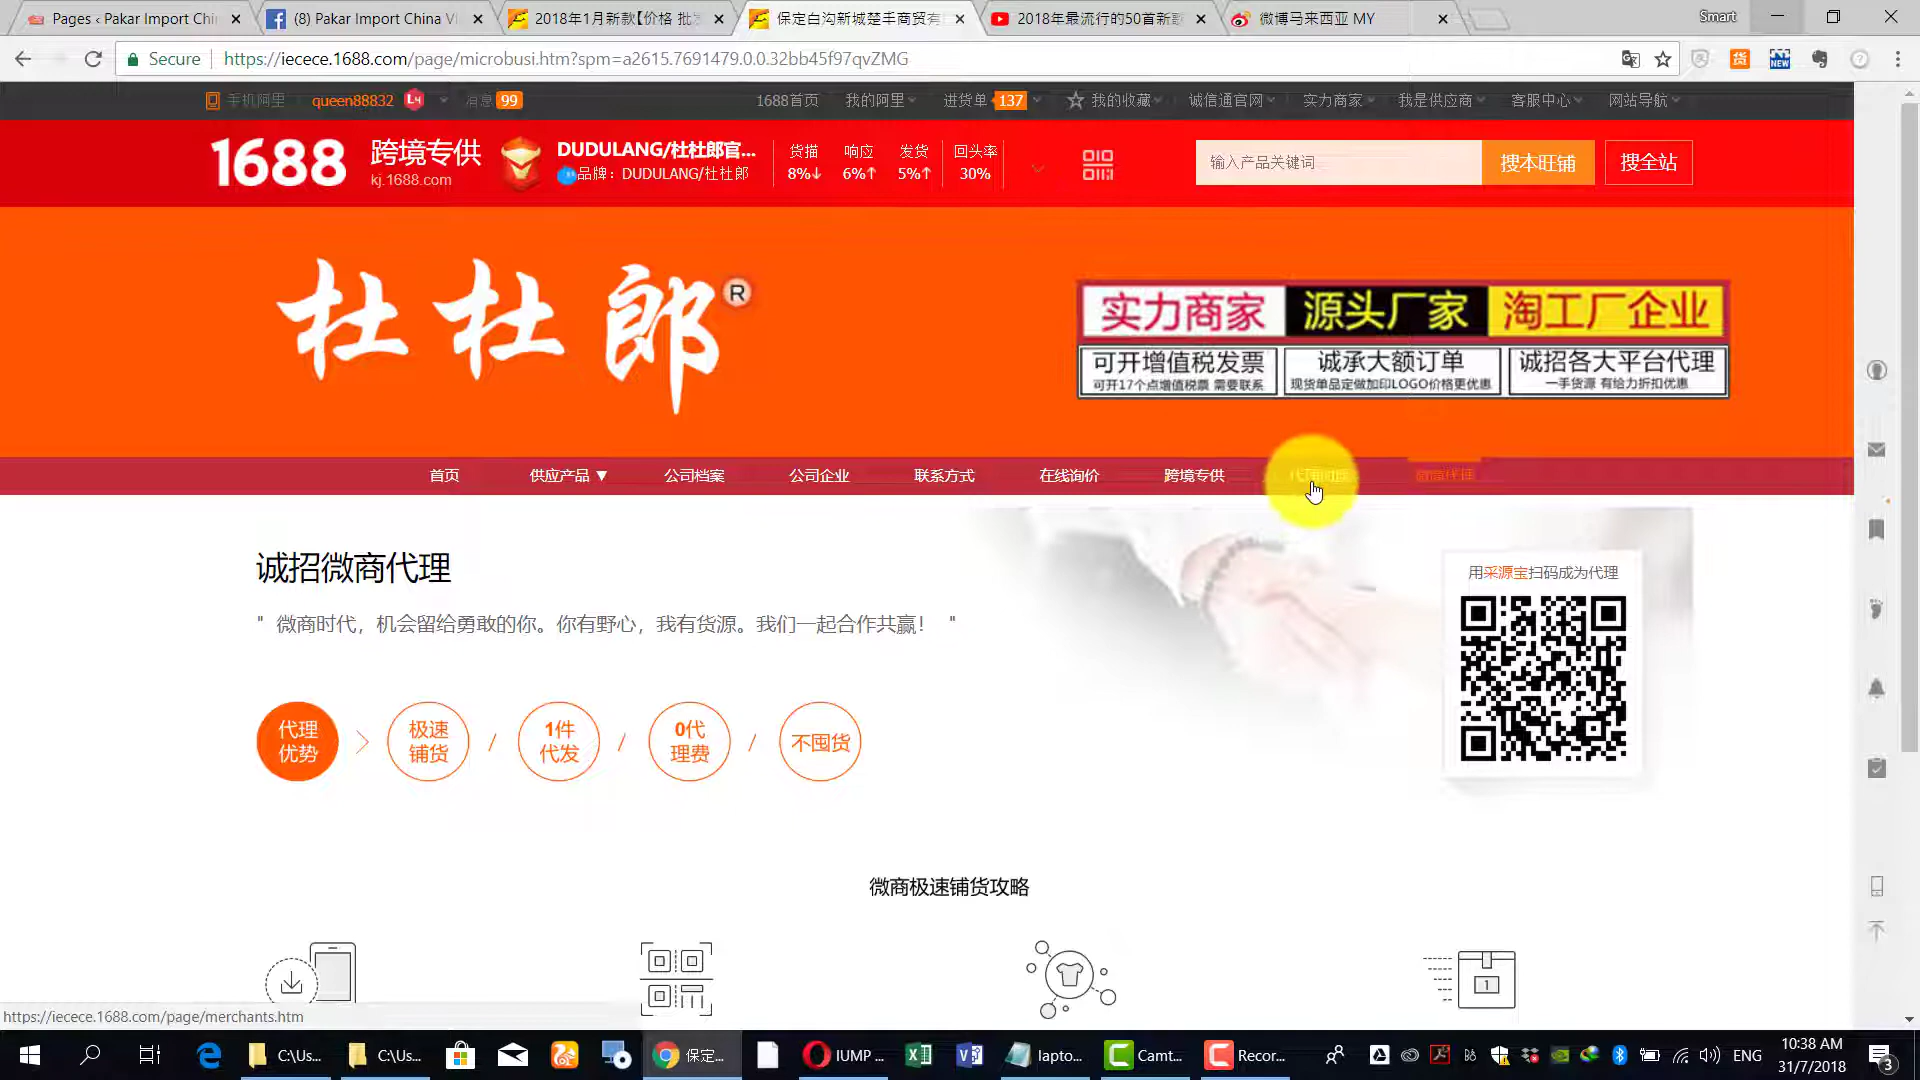 Pages ‹ Pakar Import Chi
(8) Pakar Import China VI
2018年1月新款【价格 批发
保定白沟新城楚手商贸有
2018年最流行的50首新歌
微博马来西亚 MY
Smart
Secure
https://iecece.1688.com/page/microbusi.htm?spm=a2615.7691479.0.0.32bb45f97qvZMG
手机阿里
queen88832
L4
消息
99
1688首页
我的阿里
进货单
137
我的收藏
诚信通官网
实力商家
我是供应商
客服中心
网站导航
1688
跨境专供
kj.1688.com
DUDULANG/杜杜郎官...
品牌：DUDULANG/杜杜郎
货描 响应 发货 回头率
8%↓ 6%↑ 5%↑ 30%
输入产品关键词
搜本旺铺
搜全站
杜杜郎®
实力商家 源头厂家 淘工厂企业
可开增值税发票 诚承大额订单 诚招各大平台代理
可开17个点增值税票 需要联系 现货单品定做加印LOGO价格更优惠 一手货源 有给力折扣优惠
首页
供应产品 ▼
公司档案
公司企业
联系方式
在线询价
跨境专供
诚招微商代理
" 微商时代，机会留给勇敢的你。你有野心，我有货源。我们一起合作共赢！ "
用采源宝扫码成为代理
代理优势
极速铺货
/
1件代发
/
0代理费
/
不囤货
微商极速铺货攻略
1
https://iecece.1688.com/page/merchants.htm
C:\Us...
C:\Us...
保定...
IUMP ...
lapto...
Camt...
Recor...
ENG
10:38 AM
31/7/2018
3